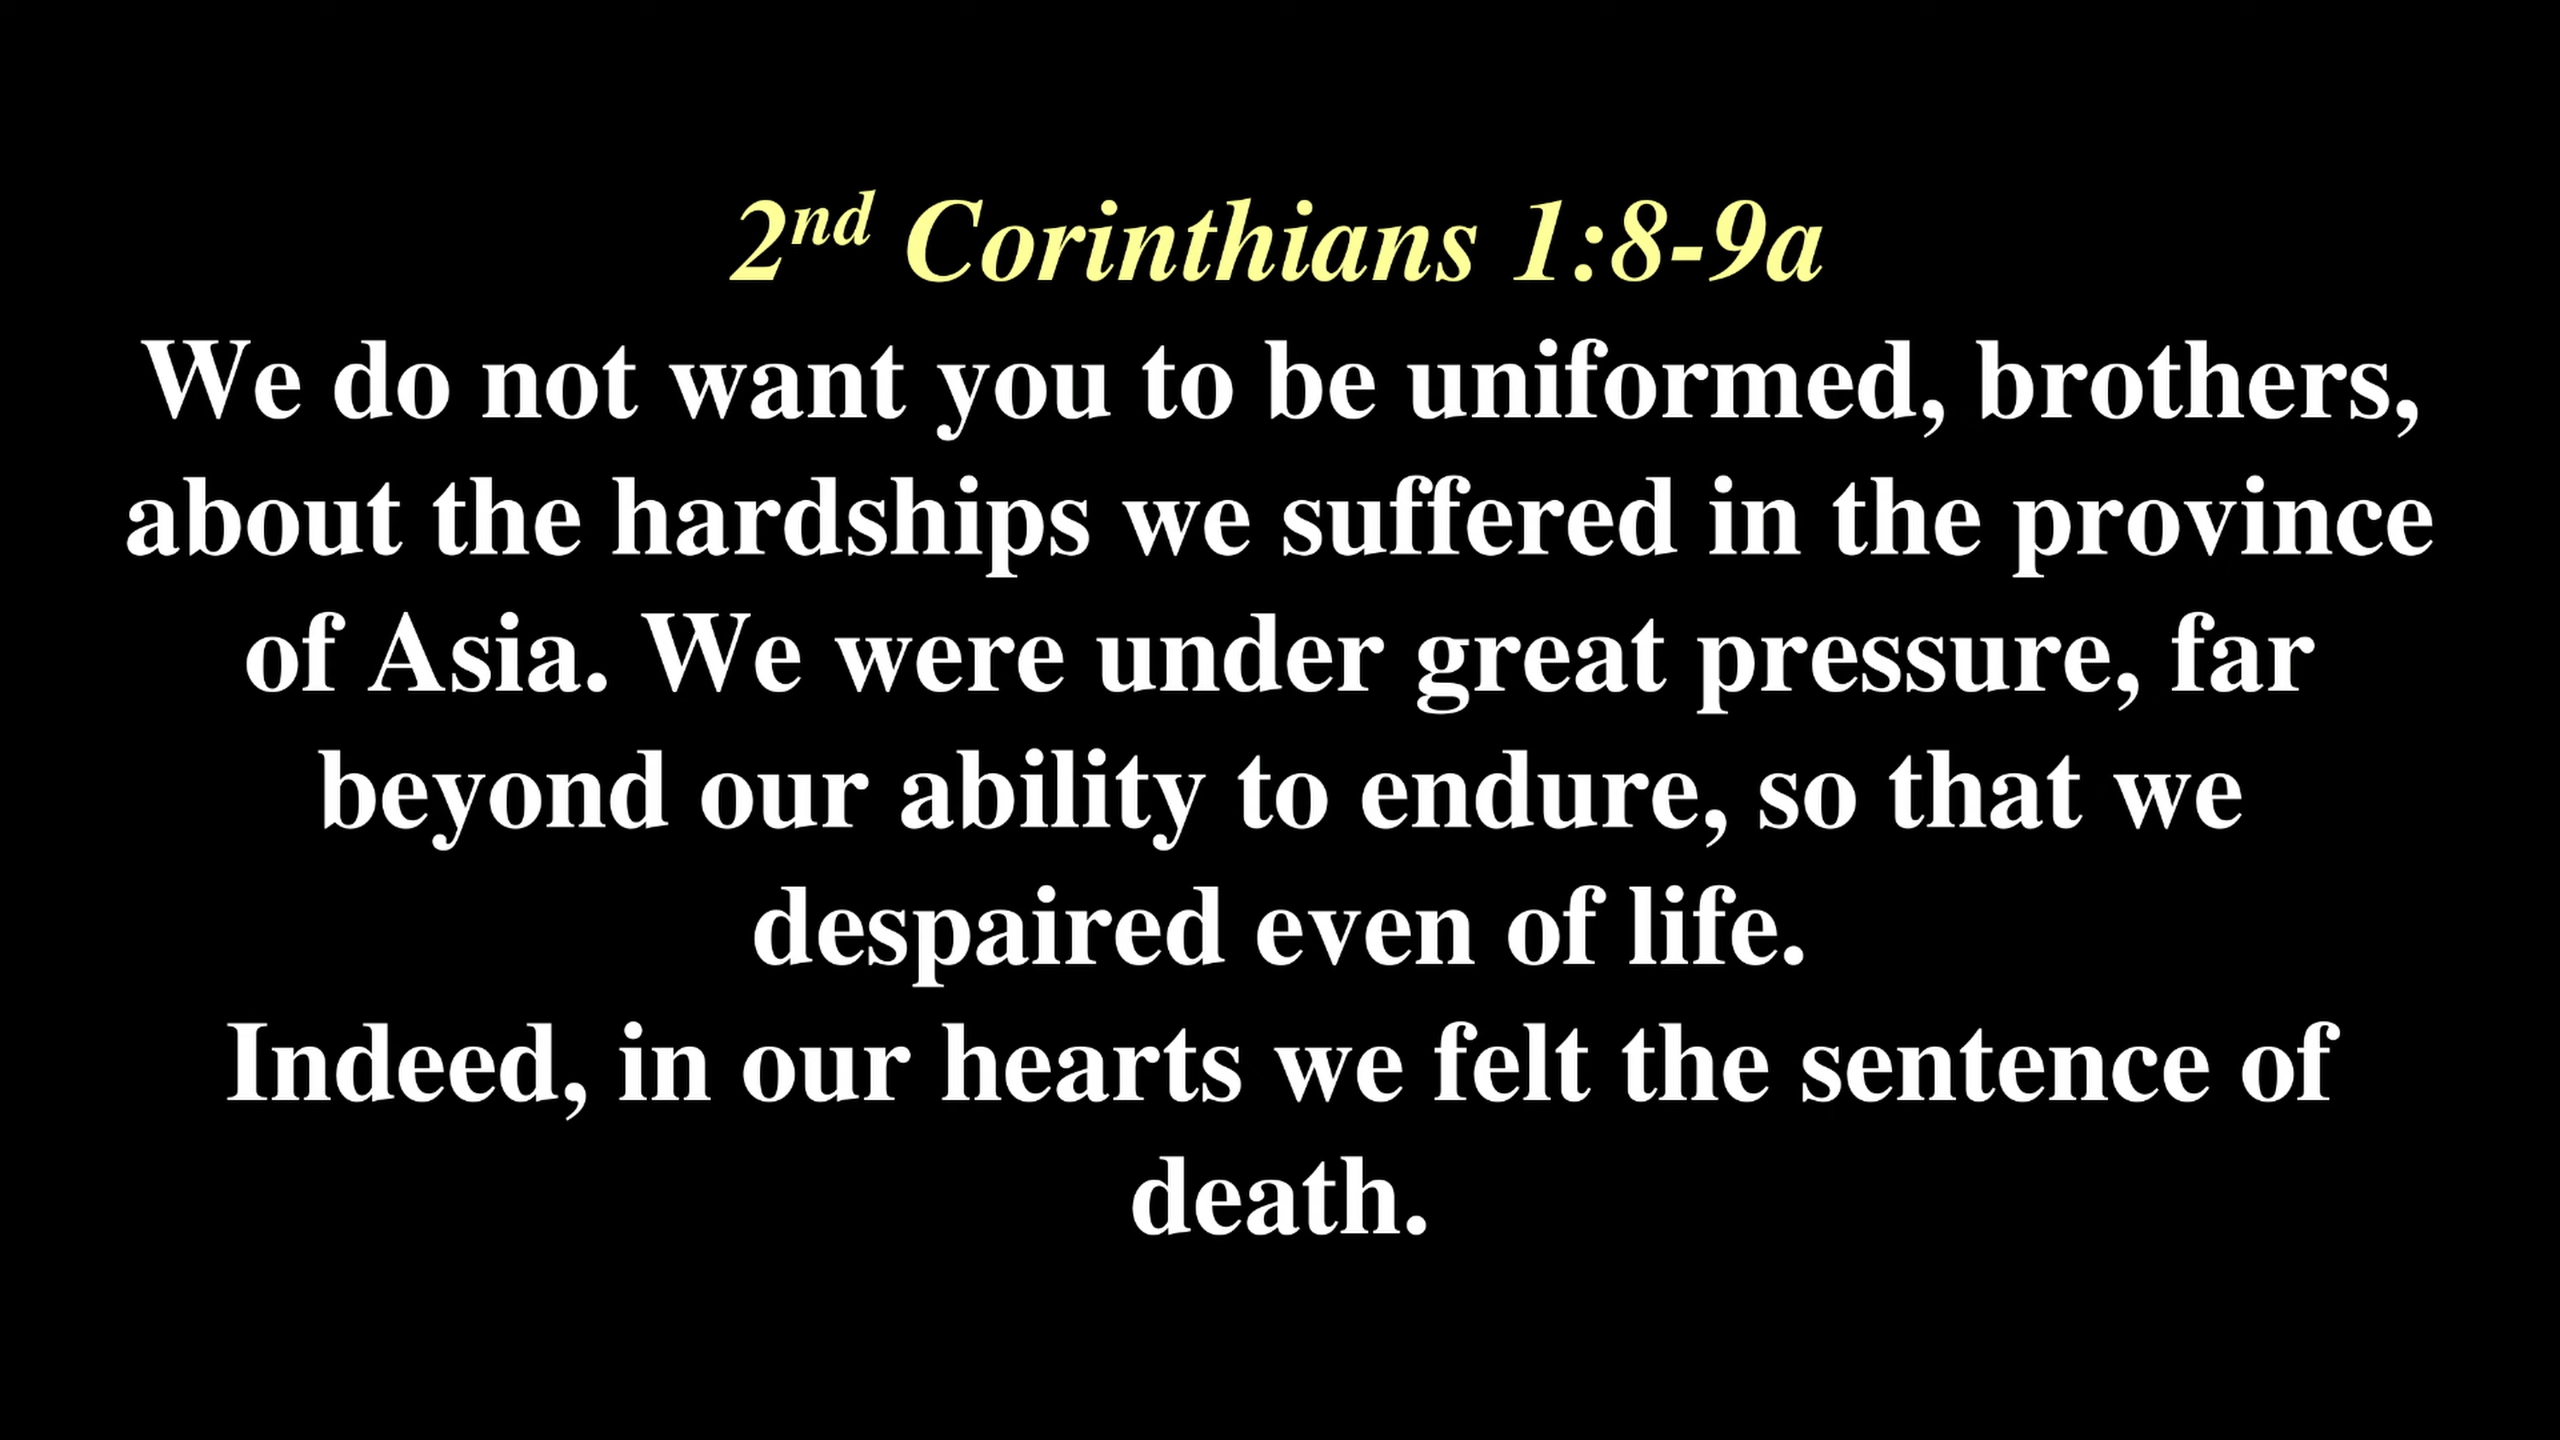 2nd Corinthians 1:8-9a
We do not want you to be uniformed, brothers,
about the hardships we suffered in the province
of Asia. We were under great pressure, far
beyond our ability to endure, so that we
despaired even of life.
Indeed, in our hearts we felt the sentence of
death.